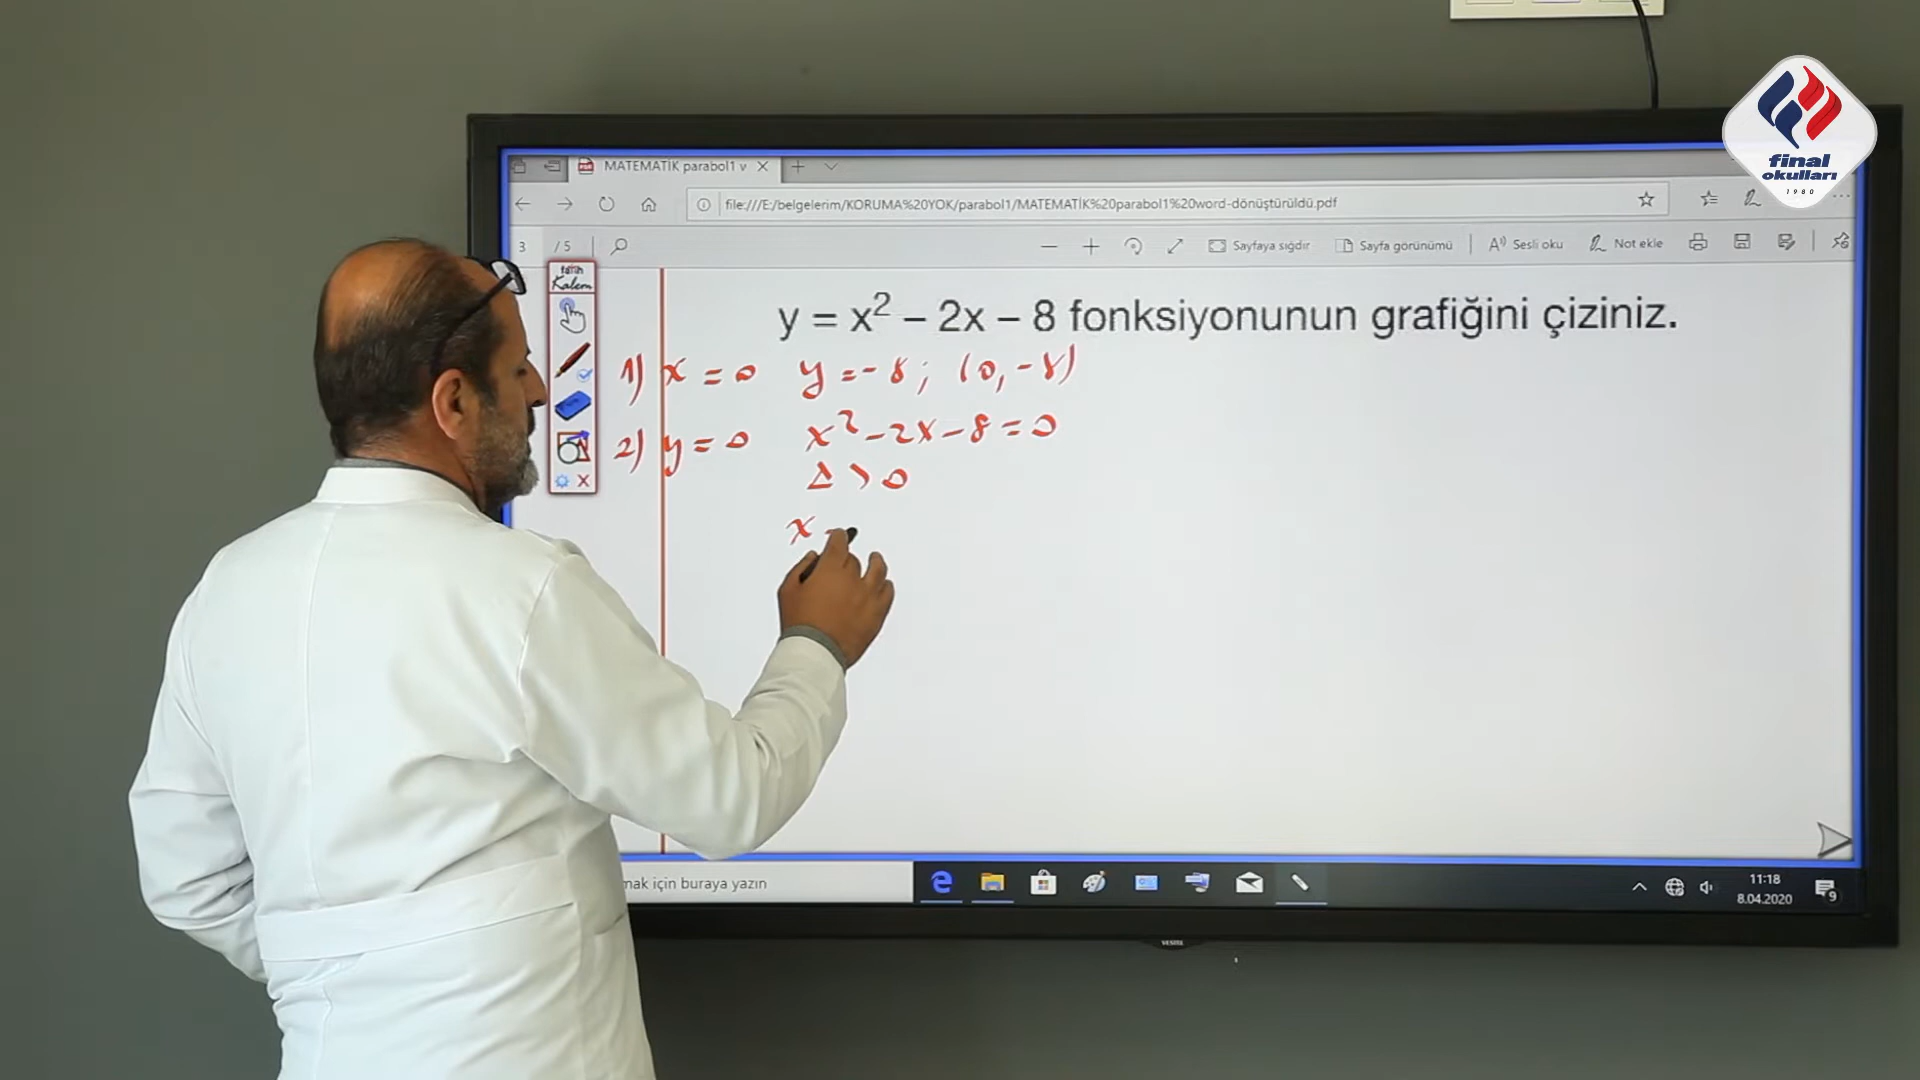 final
okulları
1980
MATEMATİK parabol1 v
file:///E:/belgelerim/KORUMA%20YOK/parabol1/MATEMATİK%20parabol1%20word-dönüştürüldü.pdf
3 /5 Sayfaya sığdır Sayfa görünümü Sesli oku Not ekle
fatih
Kalem
y = x² – 2x – 8 fonksiyonunun grafiğini çiziniz.
1) x = 0 y = -8 ; (0, -8)
2) y = 0 x² - 2x - 8 = 0
Δ > 0
x -
mak için buraya yazın
11:18
8.04.2020
9
VESTEL